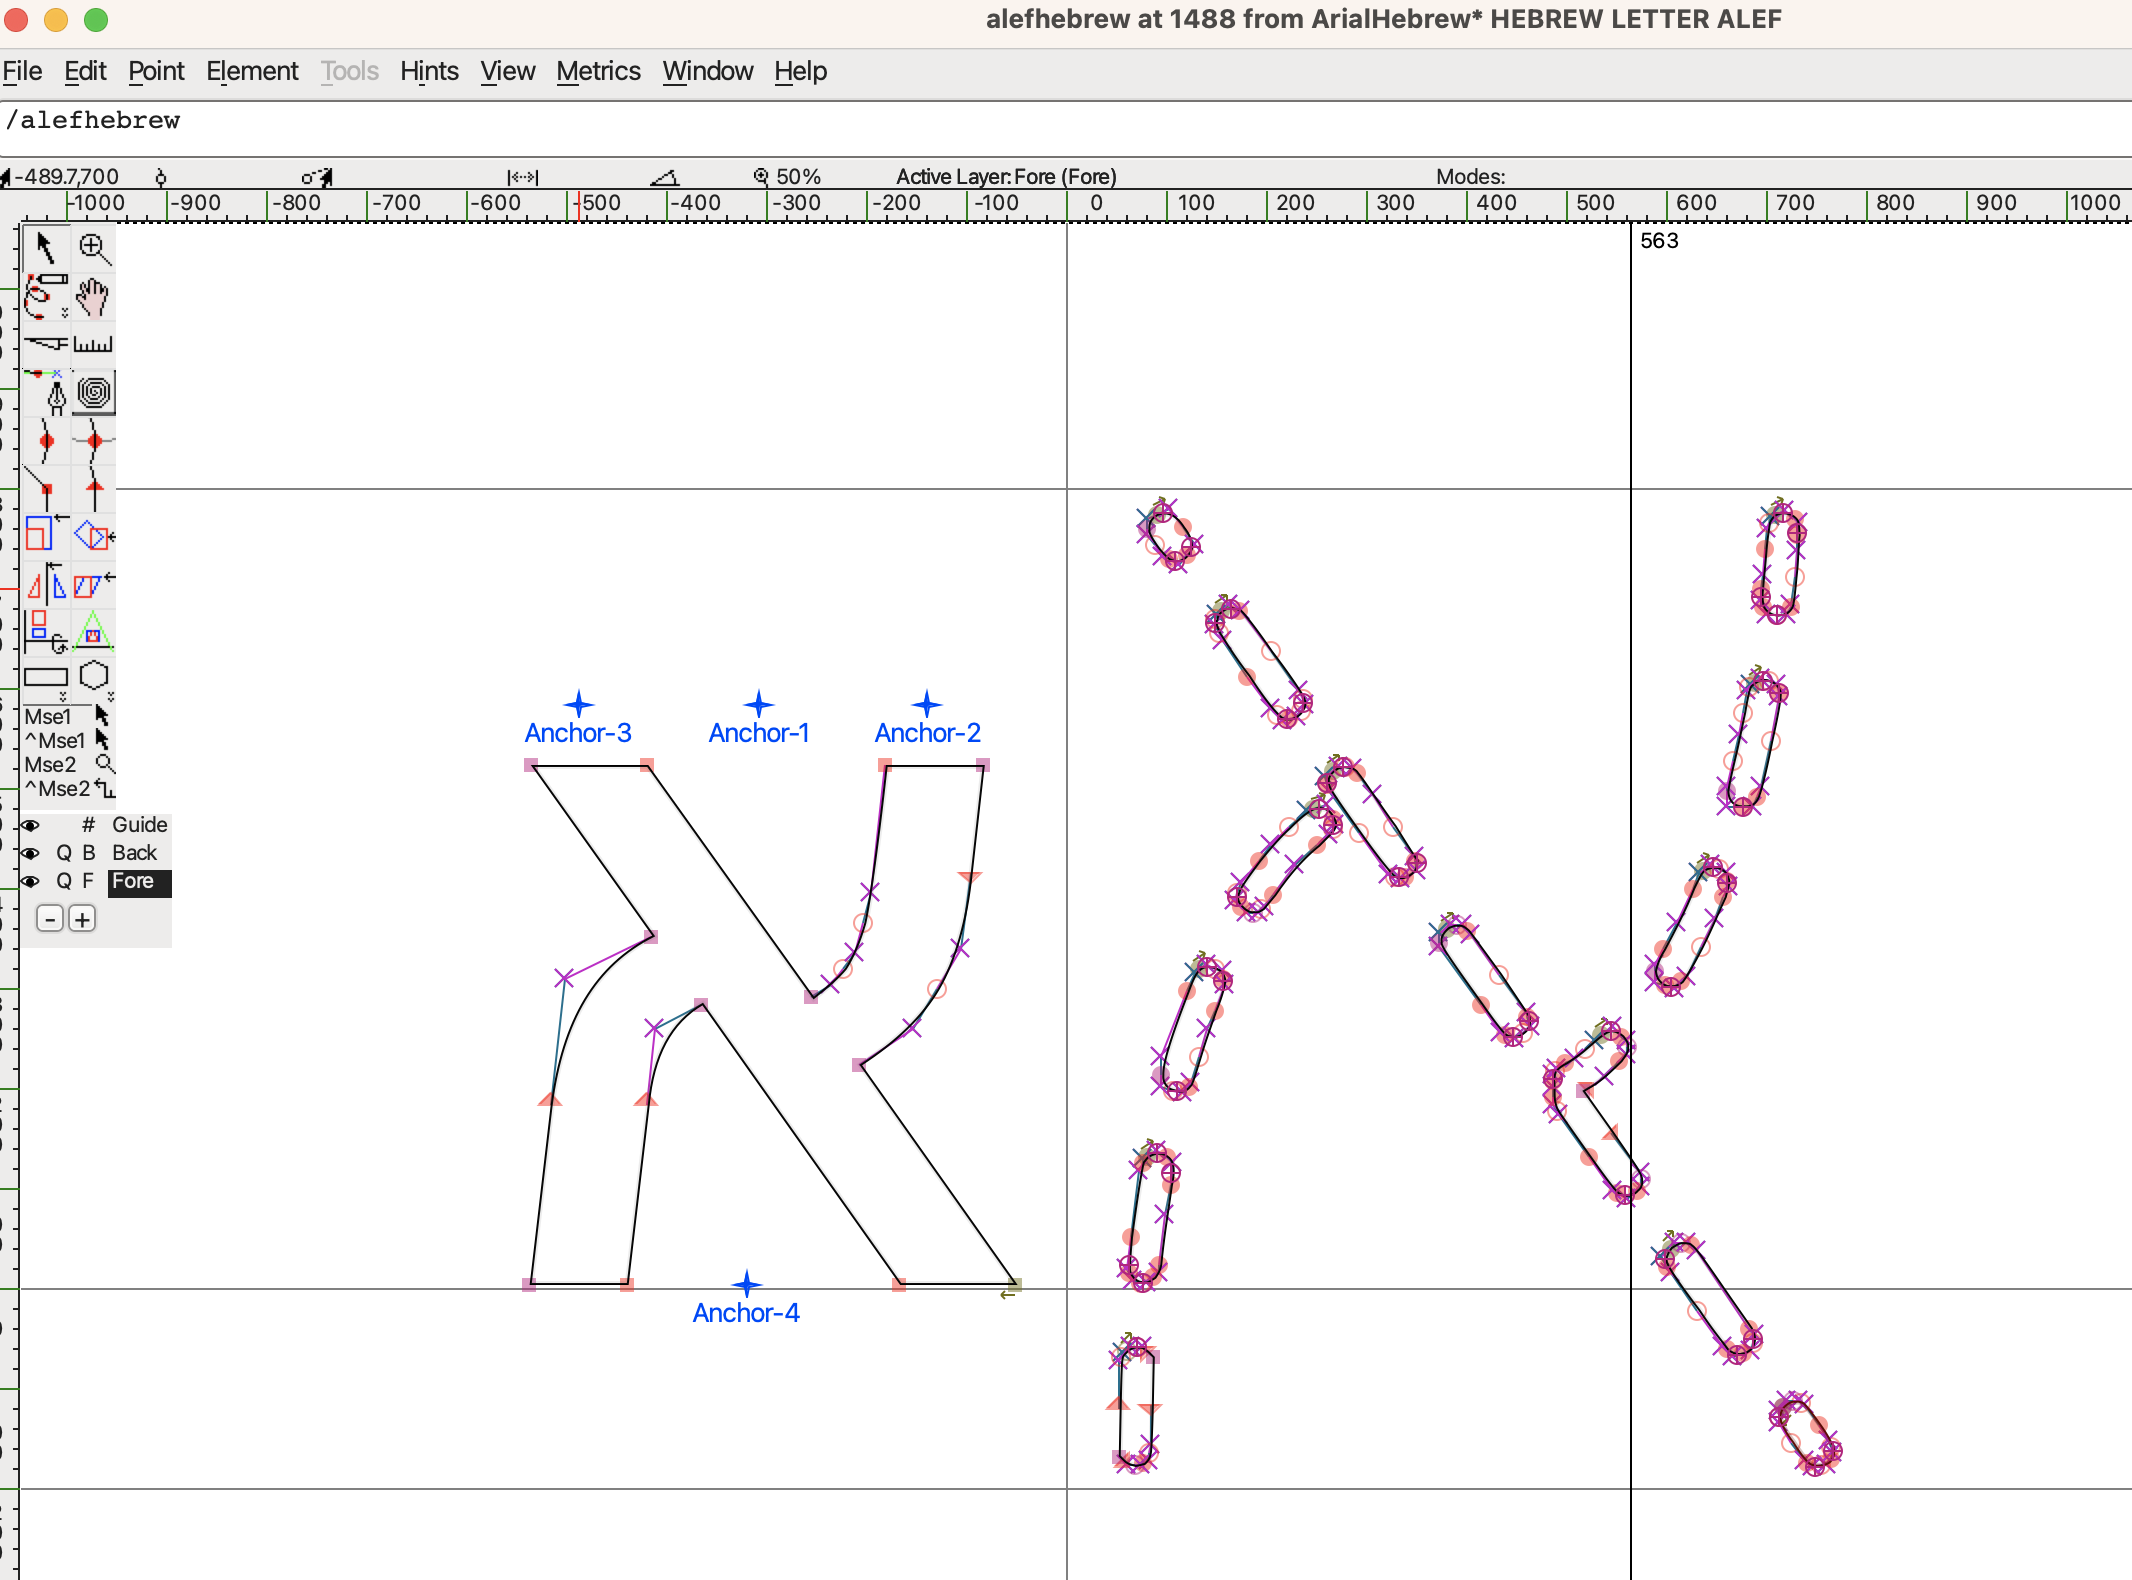 alefhebrew at 1488 from ArialHebrew* HEBREW LETTER ALEF
File Edit Point Element Tools Hints View Metrics Window Help
/alefhebrew
-489.7,700 50% Active Layer: Fore (Fore) Modes:
-1000 -900 -800 -700 -600 -500 -400 -300 -200 -100 0 100 200 300 400 500 600 700 800 900 1000
563
Mse1
^Mse1
Mse2
^Mse2
Anchor-3 Anchor-1 Anchor-2
# Guide
Q B Back
Q F Fore
- +
א
Anchor-4